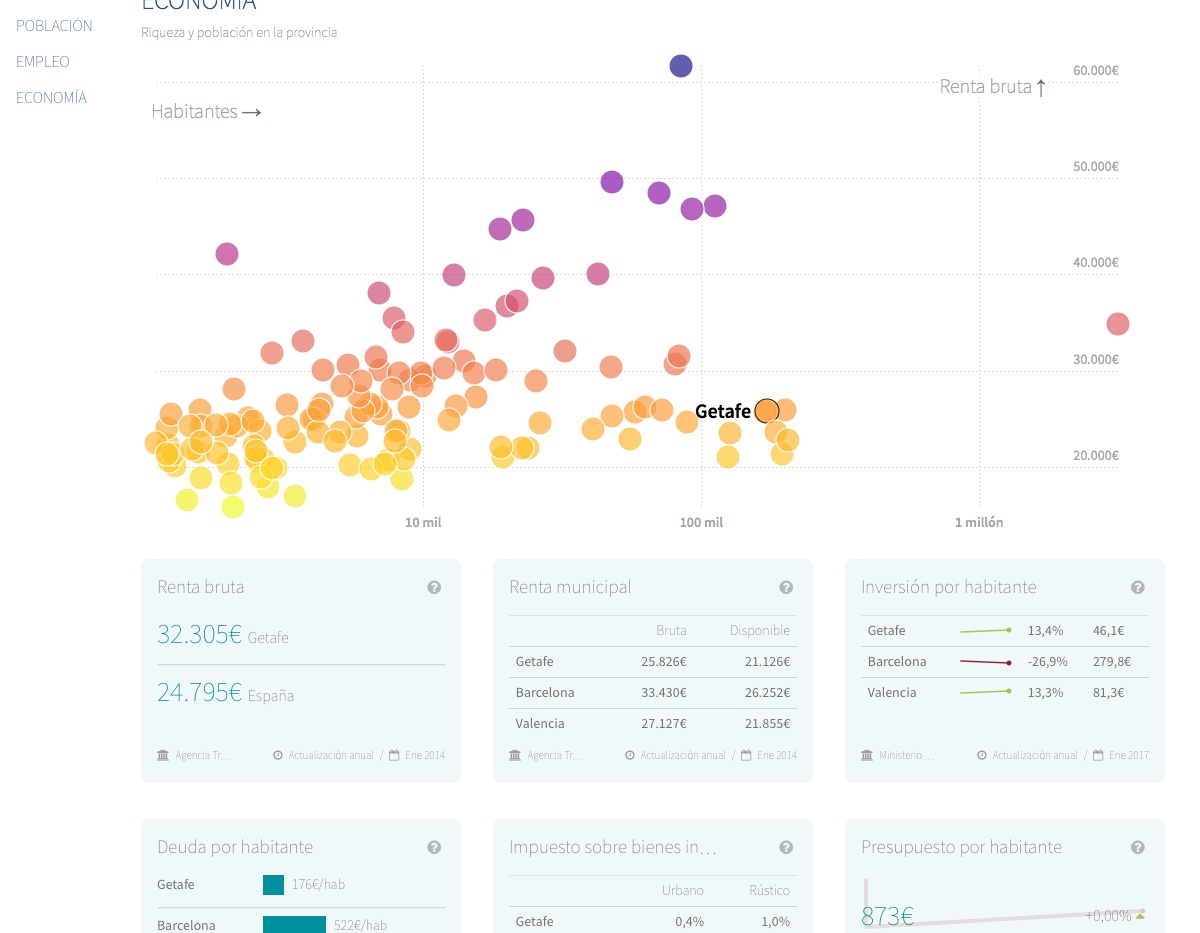 POBLACIÓN
EMPLEO
ECONOMÍA
ECONOMÍA
Riqueza y población en la provincia
Habitantes →
Renta bruta ↑
60.000€
50.000€
40.000€
30.000€
20.000€
Getafe
10 mil 100 mil 1 millón
Renta bruta
32.305€ Getafe
24.795€ España
Agencia Tr… Actualización anual / Ene 2014
Renta municipal
Bruta Disponible
Getafe 25.826€ 21.126€
Barcelona 33.430€ 26.252€
Valencia 27.127€ 21.855€
Agencia Tr… Actualización anual / Ene 2014
Inversión por habitante
Getafe 13,4% 46,1€
Barcelona -26,9% 279,8€
Valencia 13,3% 81,3€
Ministerio… Actualización anual / Ene 2017
Deuda por habitante
Getafe 176€/hab
Barcelona 522€/hab
Impuesto sobre bienes in…
Urbano Rústico
Getafe 0,4% 1,0%
Presupuesto por habitante
873€ +0,00%